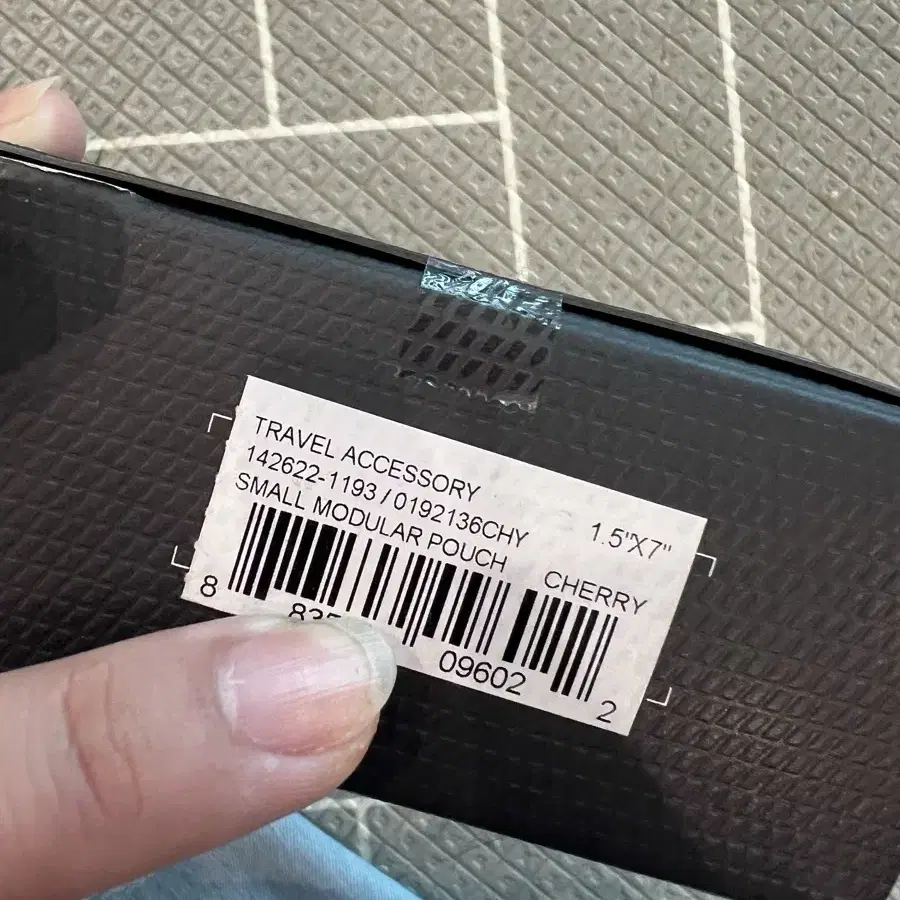 TRAVEL ACCESSORY
142622-1193 / 0192136CHY 1.5"X7"
SMALL MODULAR POUCH CHERRY
8 09602 2